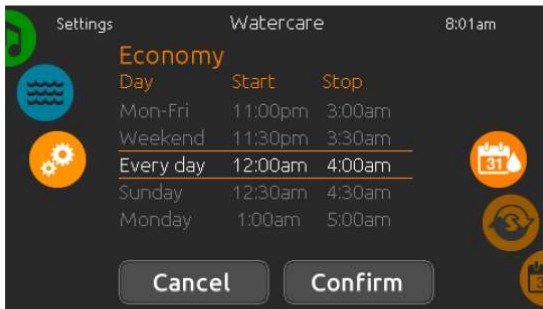 Settings Watercare 8:01am
Economy
Day Start Stop
Mon-Fri 11:00pm 3:00am
Weekend 11:30pm 3:30am
Every day 12:00am 4:00am
31
Sunday 12:30am 4:30am
Monday 1:00am 5:00am
S
Cancel Confirm